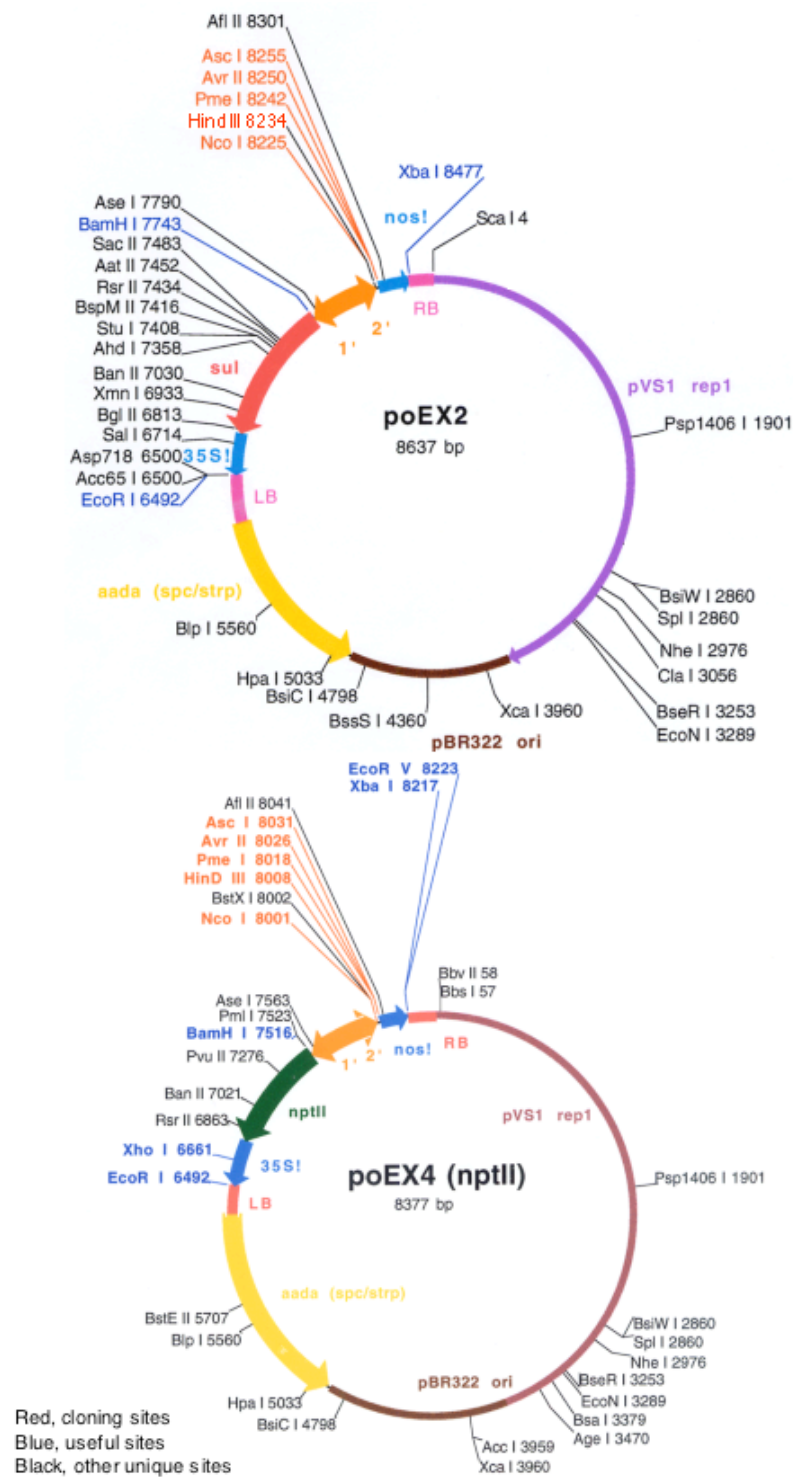 Afl II 8301
Asc I 8255
Avr II 8250
Pme I 8242
Hind III 8234
Nco I 8225
Xba I 8477
nos!
Sca I 4
Ase I 7790
BamH I 7743
Sac II 7483
Aat II 7452
Rsr II 7434
BspM II 7416
Stu I 7408
Ahd I 7358
Ban II 7030
Xmn I 6933
Bgl II 6813
Sal I 6714
Asp718 6500
Acc65 I 6500
EcoR I 6492
RB
2'
1'
sul
35S!
LB
poEX2
8637 bp
pVS1 rep1
Psp1406 I 1901
aada (spc/strp)
Blp I 5560
Hpa I 5033
BsiC I 4798
BssS I 4360
Xca I 3960
pBR322 ori
BsiW I 2860
Spl I 2860
Nhe I 2976
Cla I 3056
BseR I 3253
EcoN I 3289
EcoR V 8223
Xba I 8217
Afl II 8041
Asc I 8031
Avr II 8026
Pme I 8018
HinD III 8008
BstX I 8002
Nco I 8001
Bbv II 58
Bbs I 57
Ase I 7563
Pml I 7523
BamH I 7516
Pvu II 7276
Ban II 7021
Rsr II 6863
Xho I 6661
EcoR I 6492
1' 2' nos! RB
nptII
35S!
LB
pVS1 rep1
poEX4 (nptII)
8377 bp
Psp1406 I 1901
aada (spc/strp)
BstE II 5707
Blp I 5560
Hpa I 5033
BsiC I 4798
pBR322 ori
BsiW I 2860
Spl I 2860
Nhe I 2976
BseR I 3253
EcoN I 3289
Bsa I 3379
Age I 3470
Acc I 3959
Xca I 3960
Red, cloning sites
Blue, useful sites
Black, other unique sites